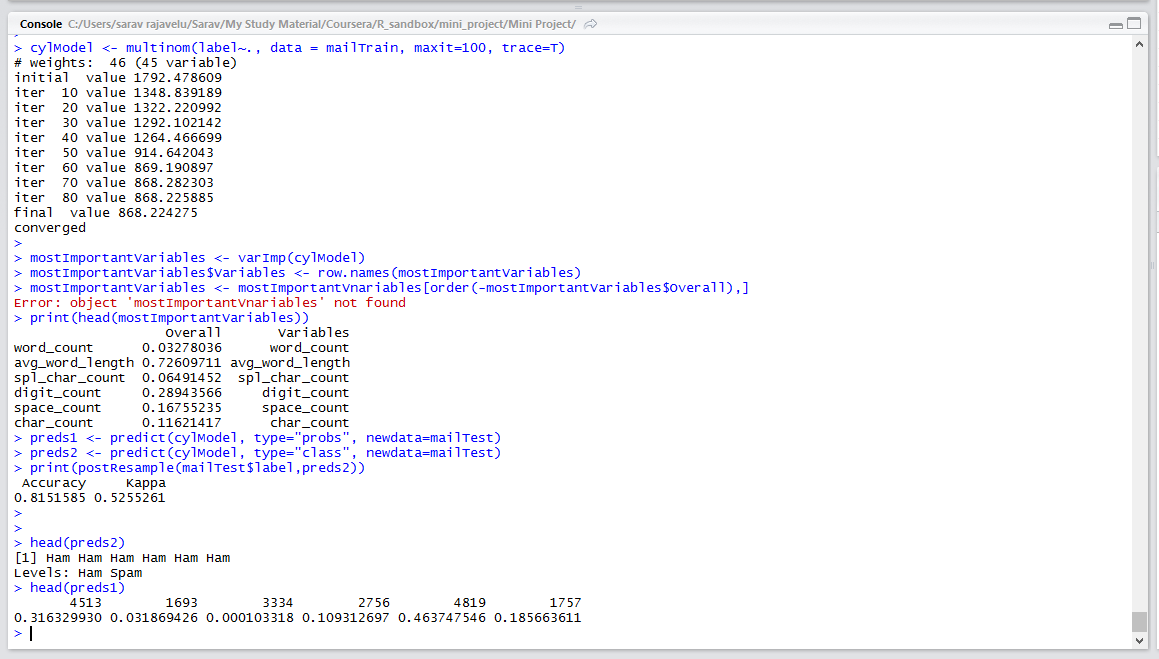 Console C:/Users/sarav rajavelu/Sarav/My Study Material/Coursera/R_sandbox/mini_project/Mini Project/
> cylModel <- multinom(label~., data = mailTrain, maxit=100, trace=T)
# weights:  46 (45 variable)
initial  value 1792.478609
iter  10 value 1348.839189
iter  20 value 1322.220992
iter  30 value 1292.102142
iter  40 value 1264.466699
iter  50 value 914.642043
iter  60 value 869.190897
iter  70 value 868.282303
iter  80 value 868.225885
final  value 868.224275
converged
>
> mostImportantVariables <- varImp(cylModel)
> mostImportantVariables$Variables <- row.names(mostImportantVariables)
> mostImportantVariables <- mostImportantVnariables[order(-mostImportantVariables$Overall),]
Error: object 'mostImportantVnariables' not found
> print(head(mostImportantVariables))
                   Overall       Variables
word_count      0.03278036      word_count
avg_word_length 0.72609711 avg_word_length
spl_char_count  0.06491452  spl_char_count
digit_count     0.28943566     digit_count
space_count     0.16755235     space_count
char_count      0.11621417      char_count
> preds1 <- predict(cylModel, type="probs", newdata=mailTest)
> preds2 <- predict(cylModel, type="class", newdata=mailTest)
> print(postResample(mailTest$label,preds2))
 Accuracy     Kappa
0.8151585 0.5255261
>
>
> head(preds2)
[1] Ham Ham Ham Ham Ham Ham
Levels: Ham Spam
> head(preds1)
       4513        1693        3334        2756        4819        1757
0.316329930 0.031869426 0.000103318 0.109312697 0.463747546 0.185663611
>